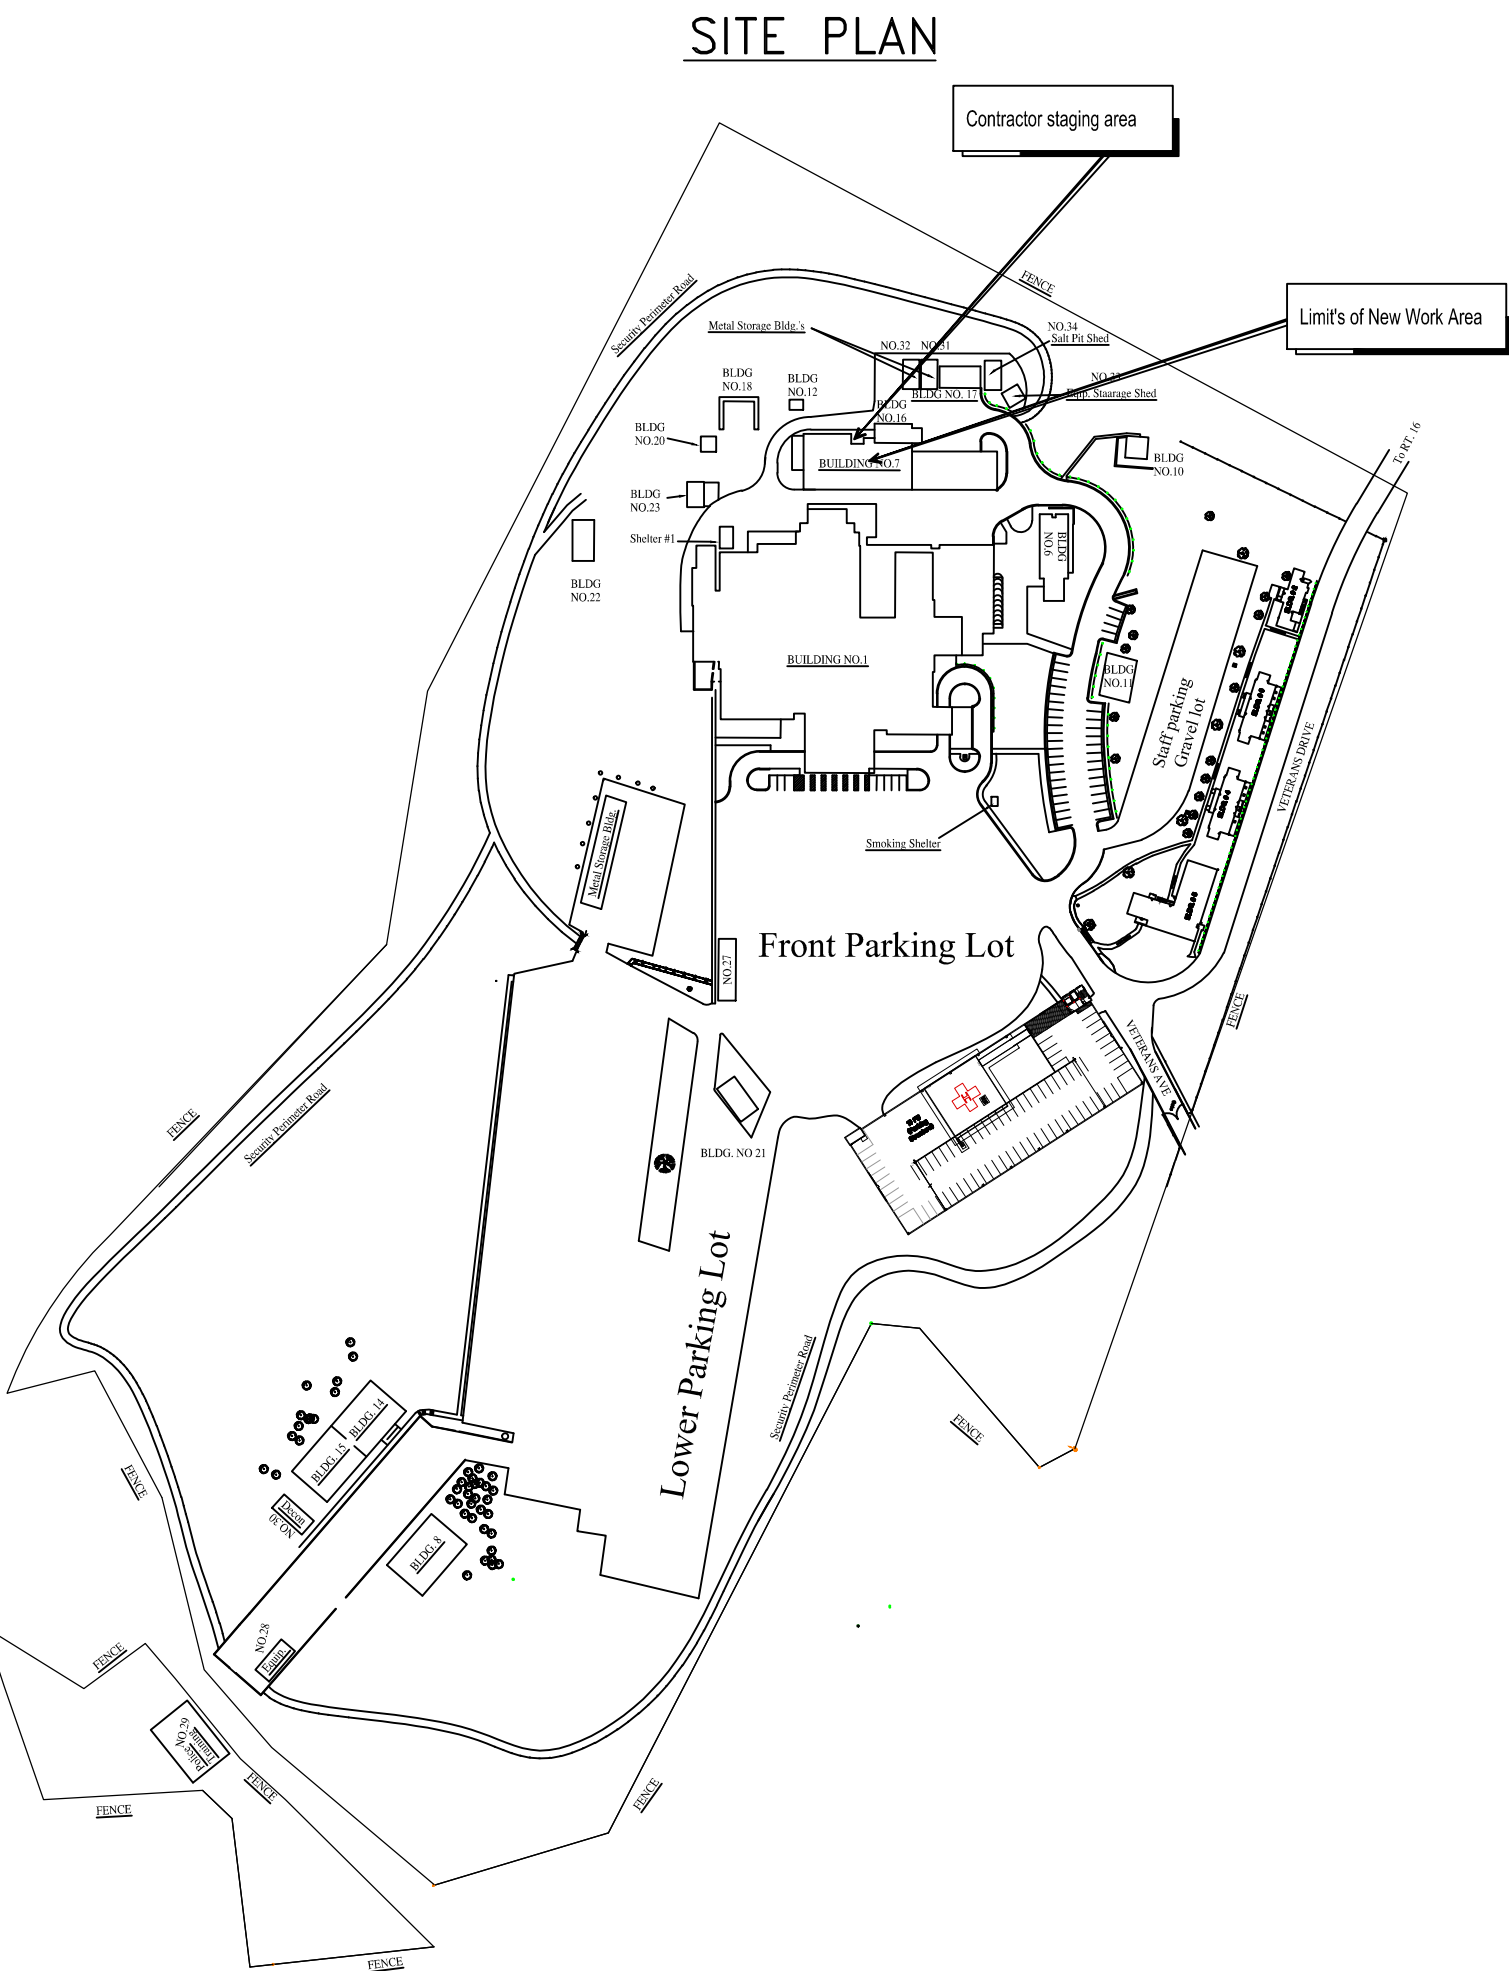 SITE PLAN
Contractor staging area
Limit's of New Work Area
FENCE
Security Perimeter Road
Metal Storage Bldg.'s
NO.34
Salt Pit Shed
NO.32
NO.31
BLDG
NO.18
BLDG
NO.12
BLDG NO. 17
Equip. Staarage Shed
BLDG
NO.16
BLDG
NO.20
BUILDING NO.7
BLDG
NO.10
To RT. 16
BLDG
NO.23
Shelter #1
BLDG
NO.6
BLDG
NO.22
BUILDING NO.1
BLDG
NO.11
Staff parking
Gravel lot
VETERANS DRIVE
Metal Storage Bldg.
Smoking Shelter
Front Parking Lot
NO.27
FENCE
VETERANS AVE
FENCE
Security Perimeter Road
BLDG. NO 21
H
Lower Parking Lot
Security Perimeter Road
FENCE
BLDG. 14
BLDG. 15
FENCE
Decon
NO.30
BLDG. 8
NO.28
Equip.
FENCE
NO.29
Police
Training
FENCE
FENCE
FENCE
FENCE